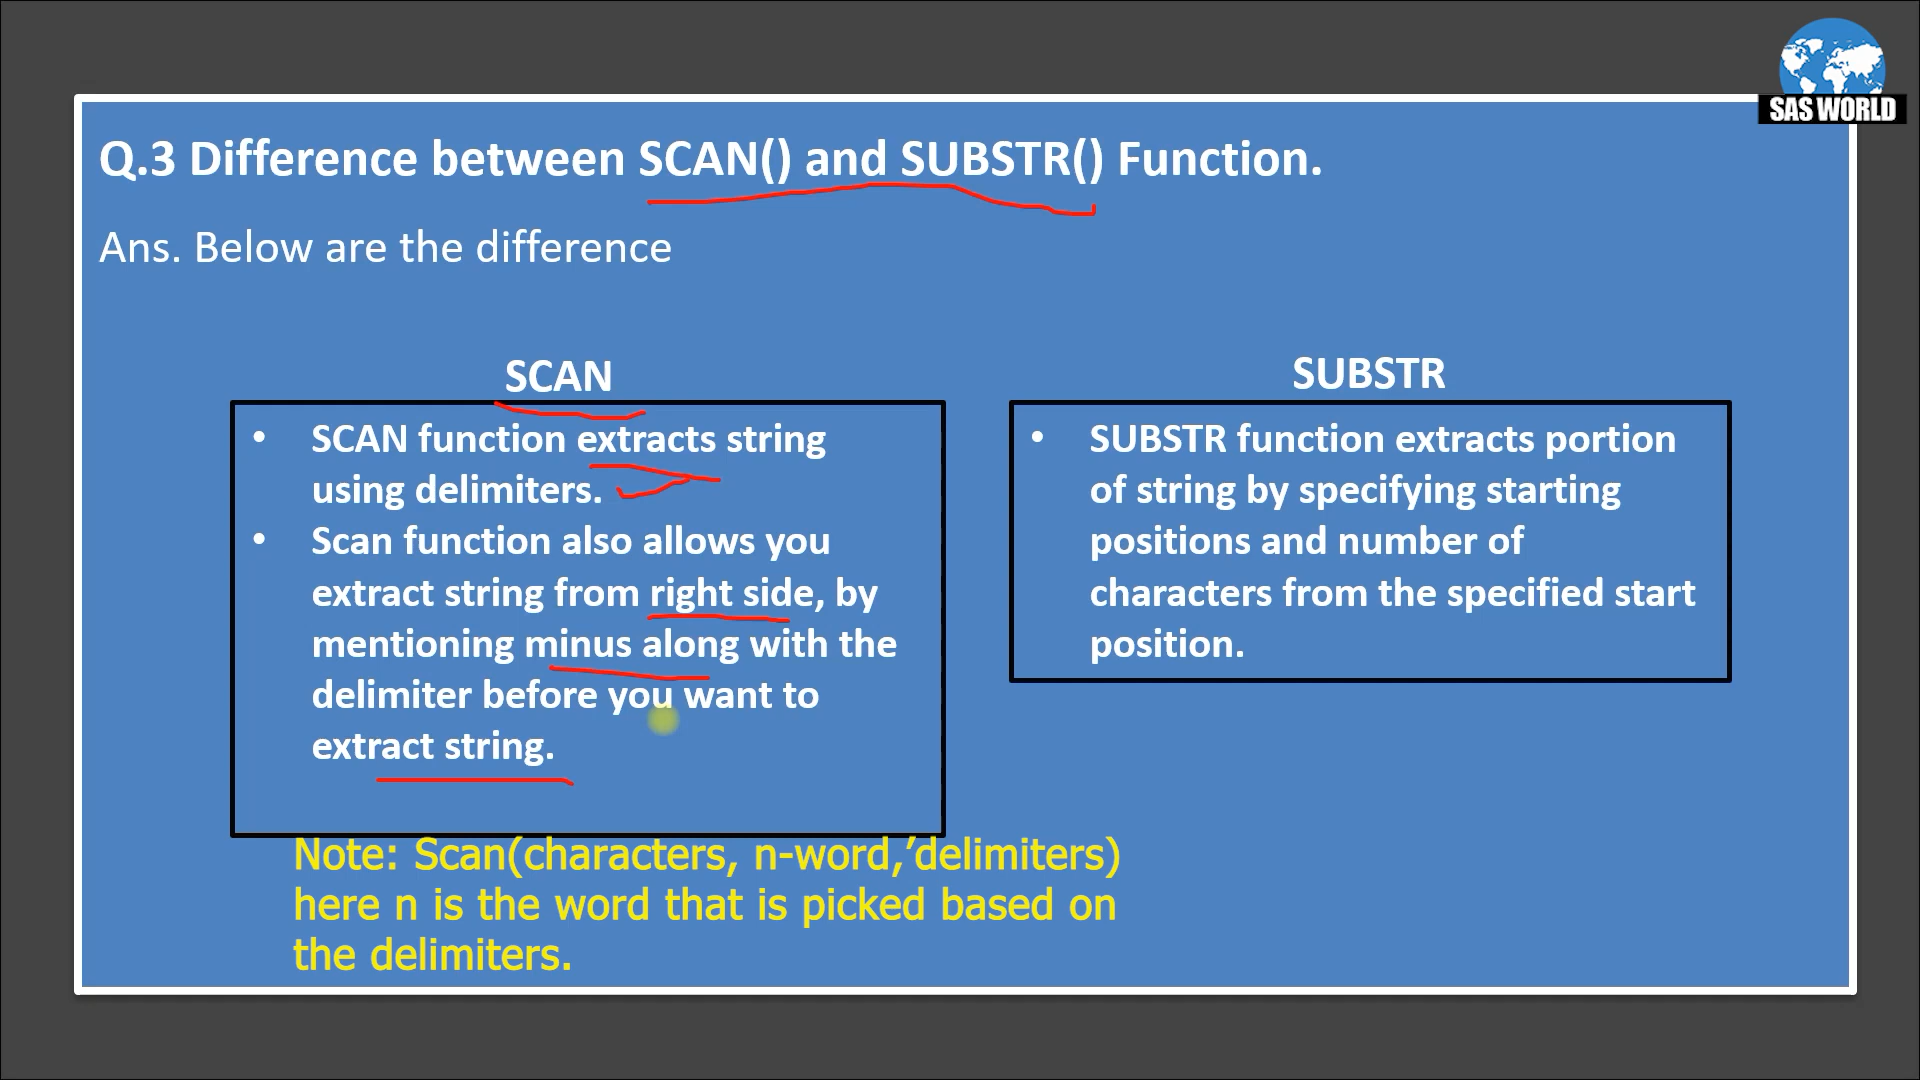 SAS WORLD
Q.3 Difference between SCAN() and SUBSTR() Function.
Ans. Below are the difference
SCAN
• SCAN function extracts string
using delimiters.
• Scan function also allows you
extract string from right side, by
mentioning minus along with the
delimiter before you want to
extract string.
SUBSTR
• SUBSTR function extracts portion
of string by specifying starting
positions and number of
characters from the specified start
position.
Note: Scan(characters, n-word,’delimiters)
here n is the word that is picked based on
the delimiters.